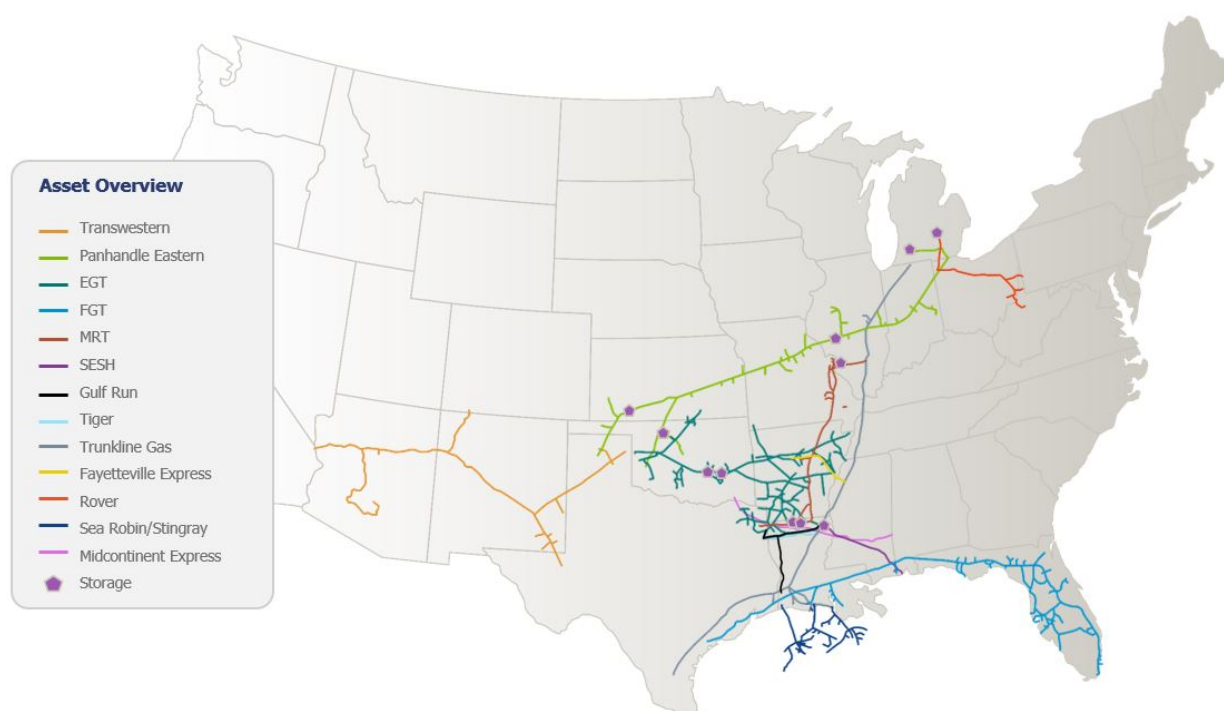 Asset Overview
Transwestern
Panhandle Eastern
EGT
FGT
MRT
SESH
Gulf Run
Tiger
Trunkline Gas
Fayetteville Express
Rover
Sea Robin/Stingray
Midcontinent Express
Storage